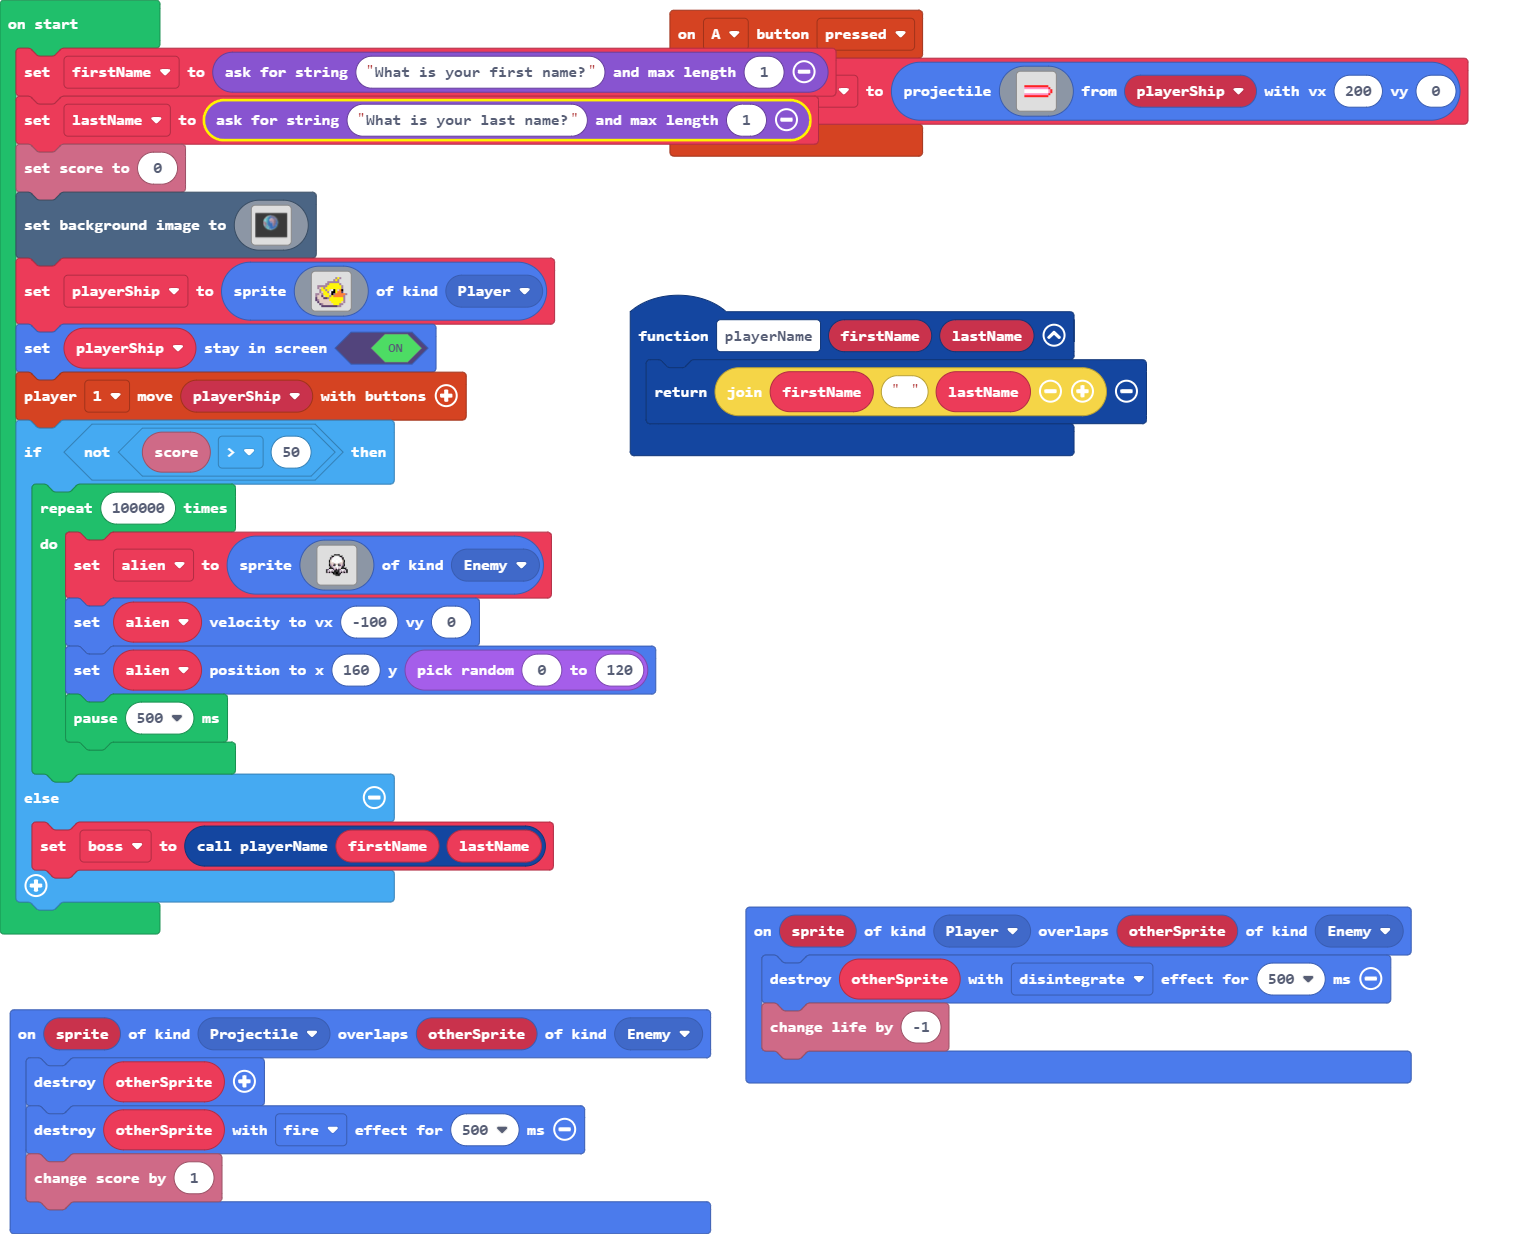 on start
set firstName to ask for string "What is your first name?" and max length 1
set lastName to ask for string "What is your last name?" and max length 1
set score to 0
set background image to
set playerShip to sprite of kind Player
set playerShip stay in screen ON
player 1 move playerShip with buttons
if not score > 50 then
repeat 100000 times
do
set alien to sprite of kind Enemy
set alien velocity to vx -100 vy 0
set alien position to x 160 y pick random 0 to 120
pause 500 ms
else
set boss to call playerName firstName lastName
on A button pressed
to projectile from playerShip with vx 200 vy 0
function playerName firstName lastName
return join firstName " " lastName
on sprite of kind Player overlaps otherSprite of kind Enemy
destroy otherSprite with disintegrate effect for 500 ms
change life by -1
on sprite of kind Projectile overlaps otherSprite of kind Enemy
destroy otherSprite
destroy otherSprite with fire effect for 500 ms
change score by 1